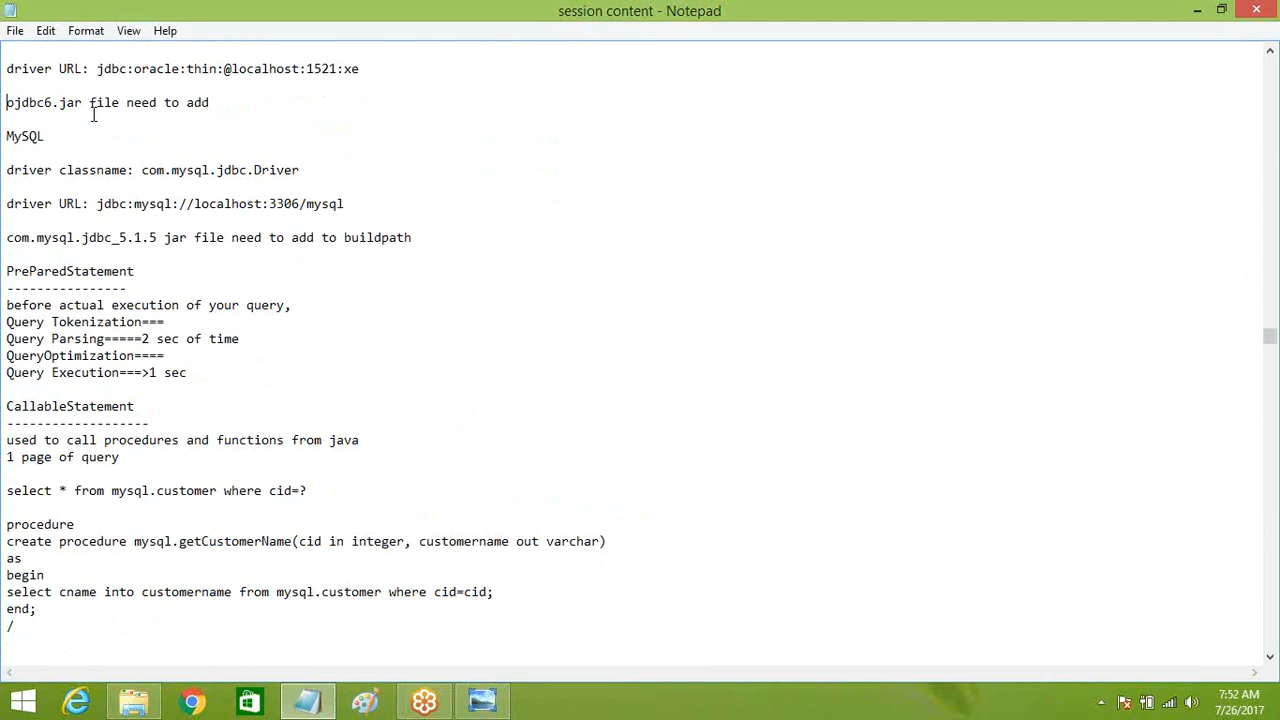 session content - Notepad
File Edit Format View Help
driver URL: jdbc:oracle:thin:@localhost:1521:xe
ojdbc6.jar file need to add
MySQL
driver classname: com.mysql.jdbc.Driver
driver URL: jdbc:mysql://localhost:3306/mysql
com.mysql.jdbc_5.1.5 jar file need to add to buildpath
PreParedStatement
----------------
before actual execution of your query,
Query Tokenization===
Query Parsing=====2 sec of time
QueryOptimization====
Query Execution===>1 sec
CallableStatement
-------------------
used to call procedures and functions from java
1 page of query
select * from mysql.customer where cid=?
procedure
create procedure mysql.getCustomerName(cid in integer, customername out varchar)
as
begin
select cname into customername from mysql.customer where cid=cid;
end;
/
7:52 AM
7/26/2017